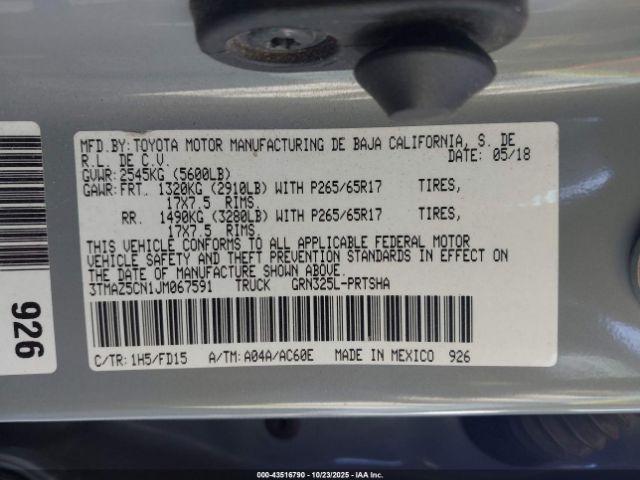 MFD.BY: TOYOTA MOTOR MANUFACTURING DE BAJA CALIFORNIA, S. DE
R.L. DE C.V. DATE: 05/18
GVWR: 2545KG (5600LB)
GAWR: FRT. 1320KG (2910LB) WITH P265/65R17 TIRES,
17X7.5 RIMS.
RR. 1490KG (3280LB) WITH P265/65R17 TIRES,
17X7.5 RIMS.
THIS VEHICLE CONFORMS TO ALL APPLICABLE FEDERAL MOTOR
VEHICLE SAFETY AND THEFT PREVENTION STANDARDS IN EFFECT ON
THE DATE OF MANUFACTURE SHOWN ABOVE.
3TMAZ5CN1JM067591 TRUCK GRN325L-PRTSHA
C/TR: 1H5/FD15 A/TM: A04A/AC60E MADE IN MEXICO 926
926
000-43516790 - 10/23/2025 - IAAI.COM